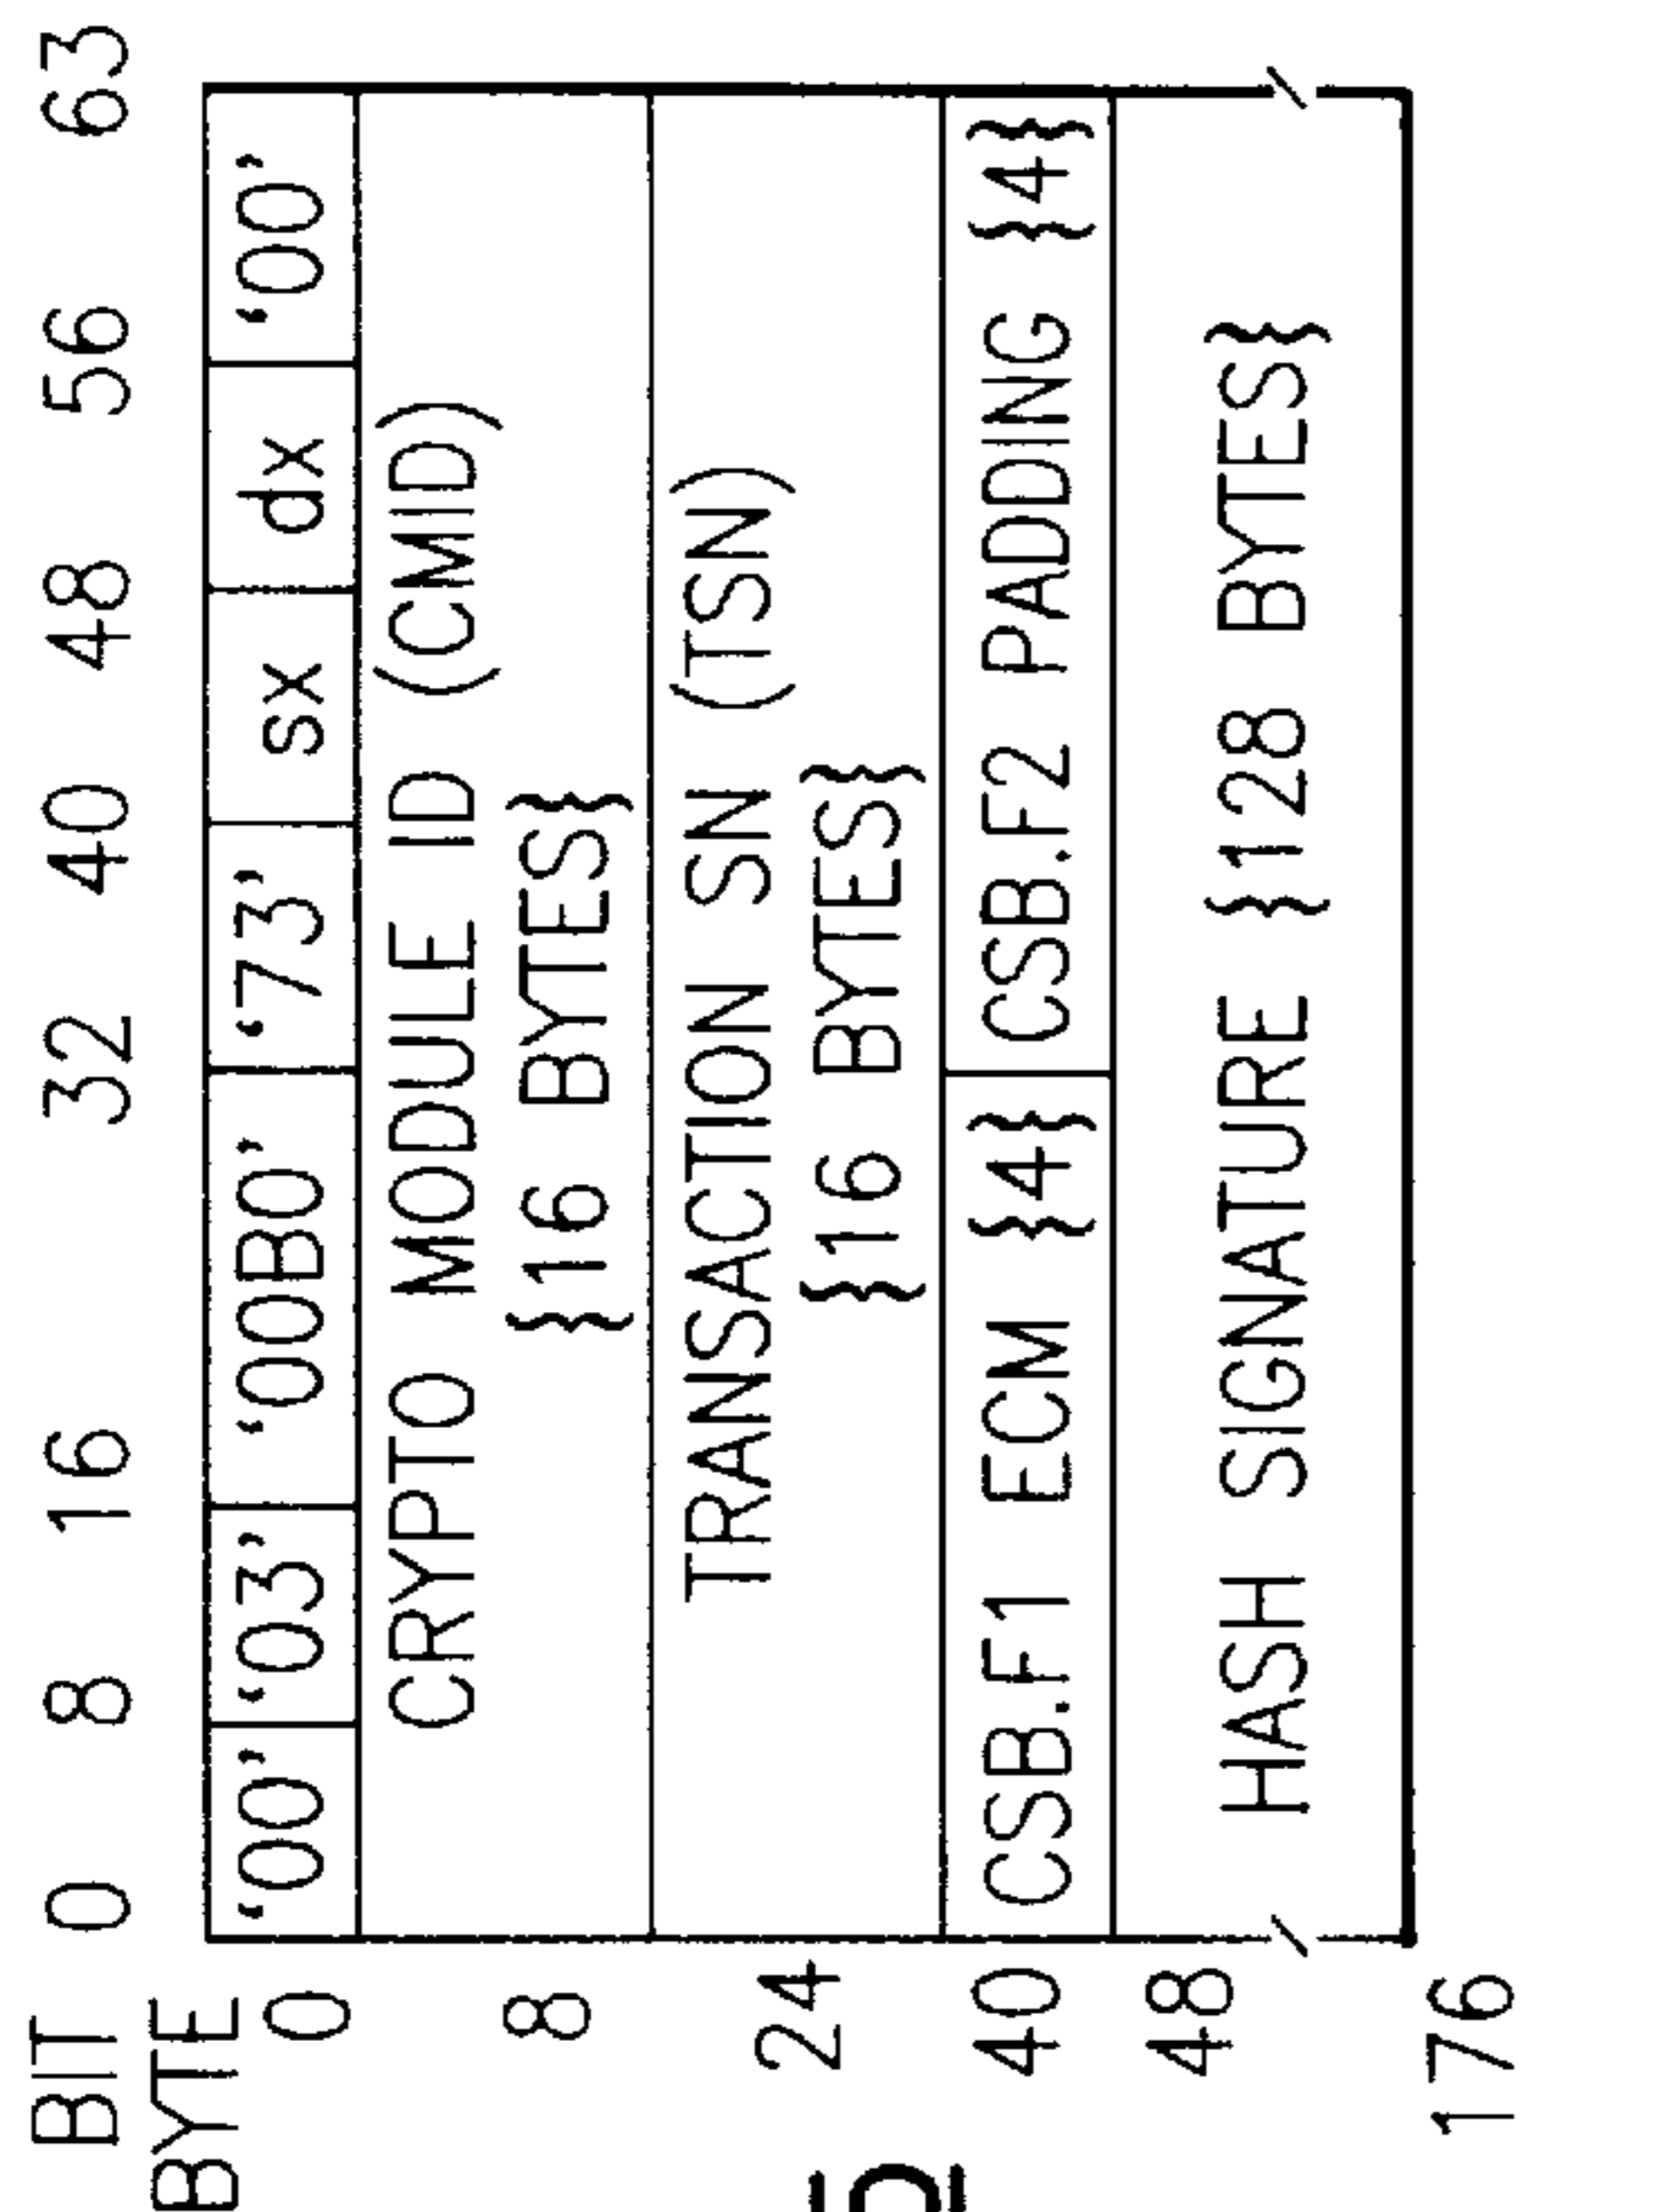 BIT 0 8 16 32 40 48 56 63
BYTE
0 ‘00’ ‘03’ ‘00B0’ ‘73’ sx dx ‘00’
8 CRYPTO MODULE ID (CMID)
}16 BYTES}
24 TRANSACTION SN (TSN)
}16 BYTES}
40 CSB.F1 ECM }4} CSB.F2 PADDING }4}
48 HASH SIGNATURE }128 BYTES}
176